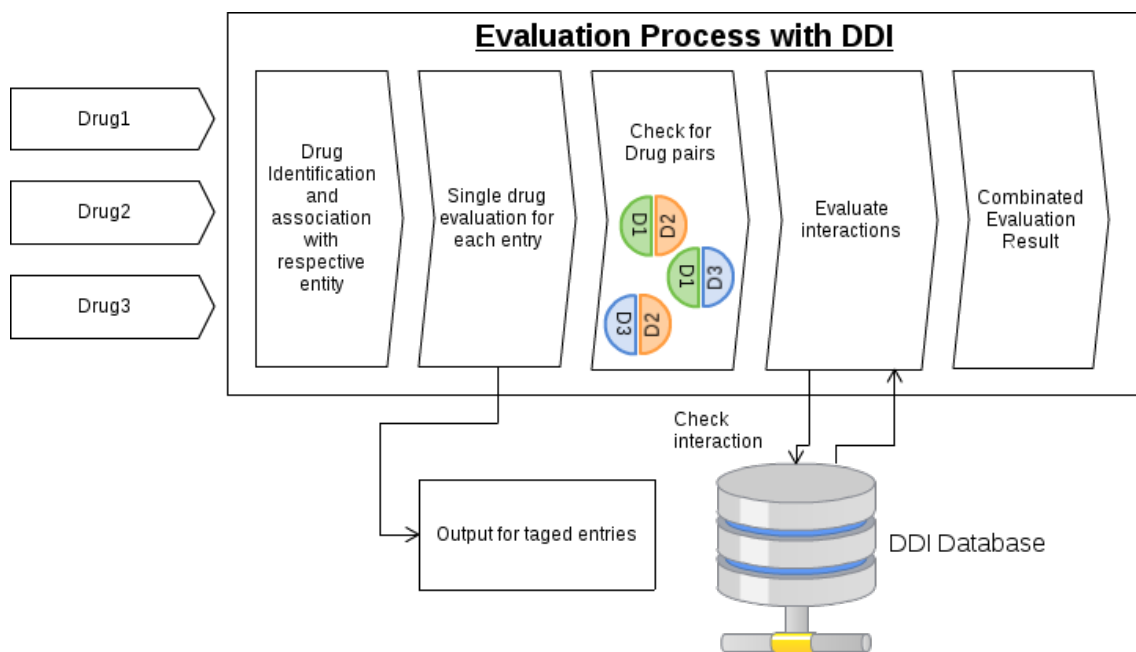 Evaluation Process with DDI
Drug1
Drug2
Drug3
Drug
Identification
and
association
with
respective
entity
Single drug
evaluation for
each entry
Check for
Drug pairs
D1
D2
D1
D3
D3
D2
Evaluate
interactions
Combinated
Evaluation
Result
Check
interaction
Output for taged entries
DDI Database